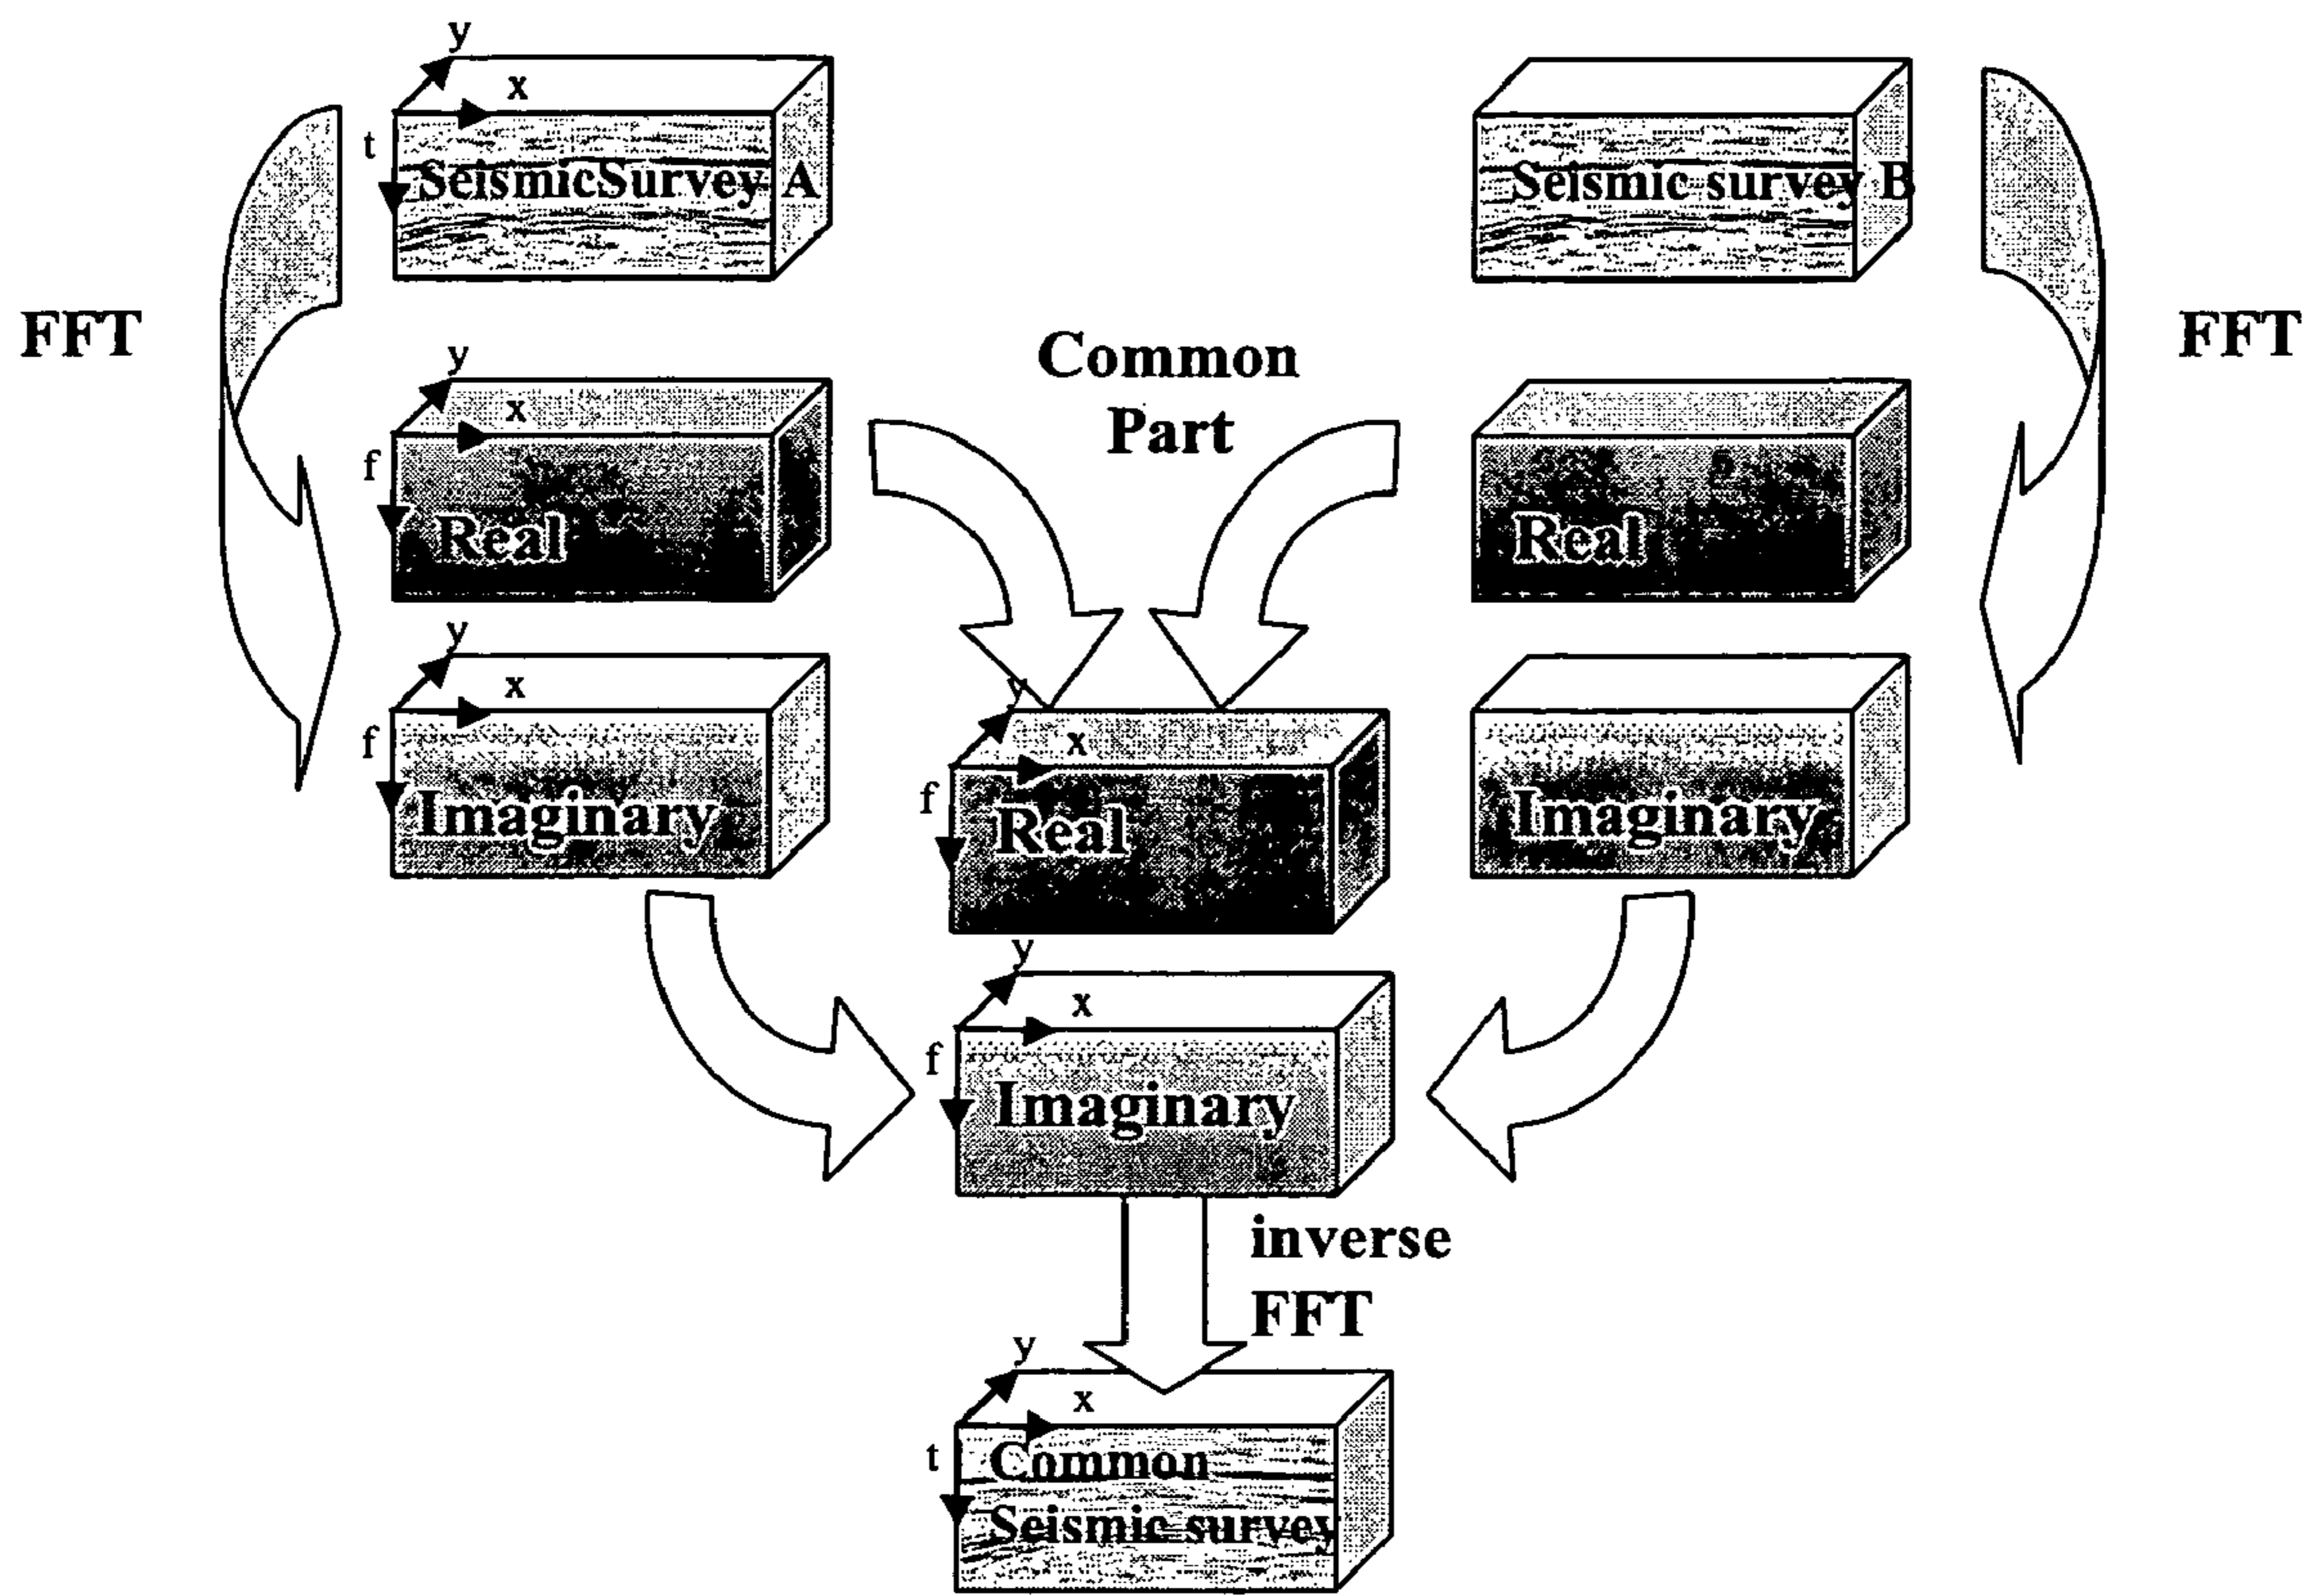 y
x
t
SeismicSurvey A
Seismic survey B
FFT
FFT
Common
Part
y
x
f
Real
Real
y
x
f
Imaginary
Imaginary
y
x
f
Real
y
x
f
Imaginary
inverse
FFT
y
x
t
Common
Seismic survey